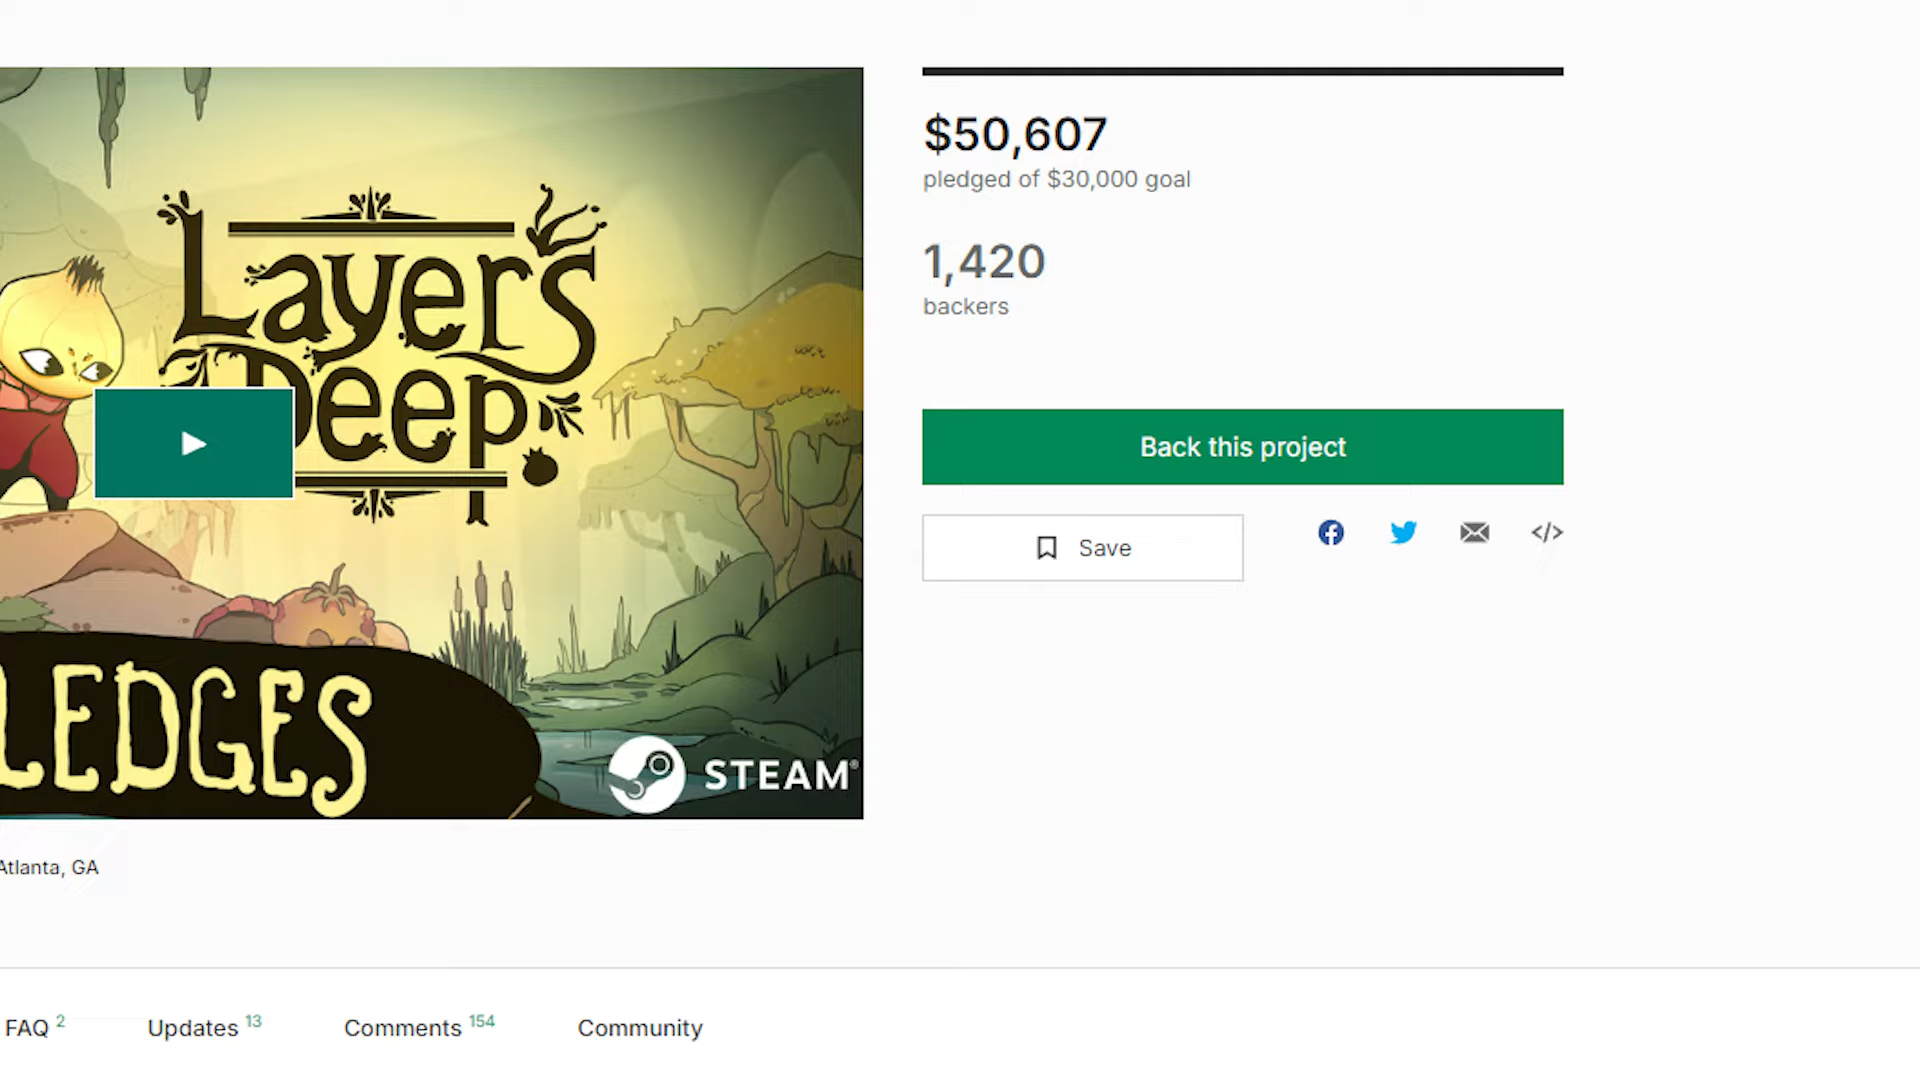 Layers
Deep
LEDGES
STEAM®
Atlanta, GA
$50,607
pledged of $30,000 goal
1,420
backers
Back this project
Save
FAQ 2
Updates 13
Comments 154
Community